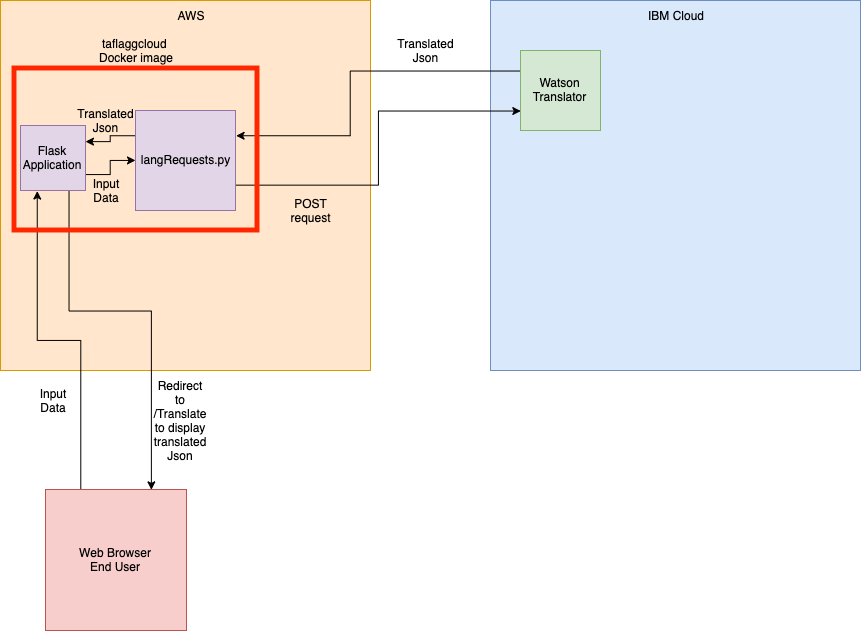 AWS
IBM Cloud
taflaggcloud
Docker image
Translated
Json
Watson
Translator
Translated
Json
Flask
Application
langRequests.py
Input
Data
POST
request
Input
Data
Redirect
to
/Translate
to display
translated
Json
Web Browser
End User